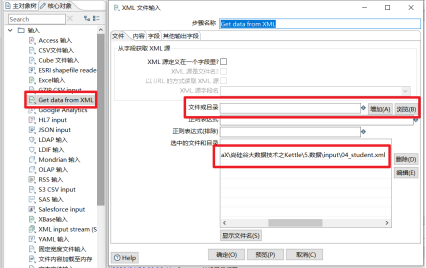 主对象树 核心对象
Search
输入
Access 输入
CSV文件输入
Cube 文件输入
ESRI shapefile reade
Excel输入
GZIP CSV input
Get data from XML
Google Analytics
HL7 input
JSON input
LDAP 输入
LDIF 输入
Mondrian 输入
OLAP 输入
RSS 输入
S3 CSV input
SAS 输入
Salesforce input
XBase输入
XML input stream (S
YAML 输入
固定宽度文件输入
文件内容加载至内存
XML 文件输入
步骤名称 Get data from XML
文件 内容 字段 其他输出字段
从字段获取 XML 源
XML 源定义在一个字段里?
XML 源是文件名?
以 URL 的方式读取 XML 源
XML 源字段名
文件或目录 增加(A) 浏览(B)
正则表达式
正则表达式(排除)
选中的文件和目录
aX\尚硅谷大数据技术之Kettle\5.数据\input\04_student.xml
删除(D)
编辑(E)
显示文件名(S)
Help 确定(O) 预览(P) 取消(C)